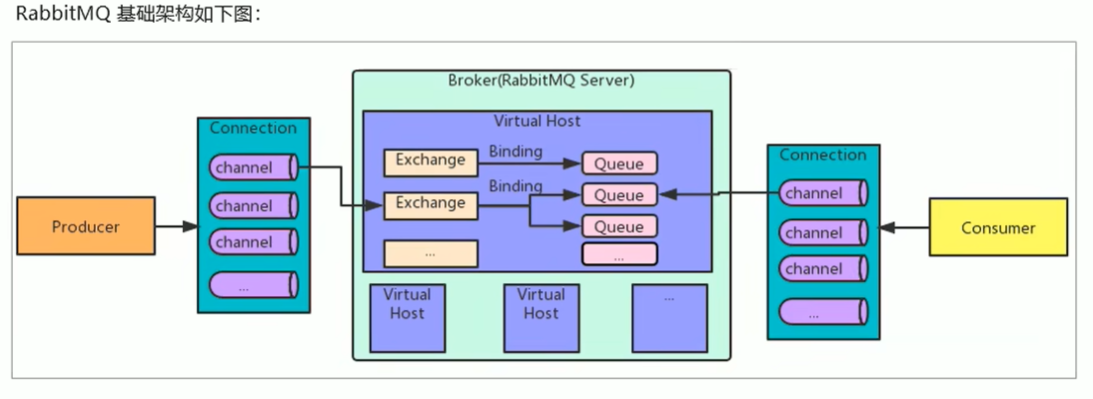 RabbitMQ 基础架构如下图：
Broker(RabbitMQ Server)
Virtual Host
Connection
channel
channel
channel
...
Producer
Exchange
Binding
Queue
Exchange
Binding
Queue
Queue
...
...
Virtual
Host
Virtual
Host
...
Connection
channel
channel
channel
...
Consumer